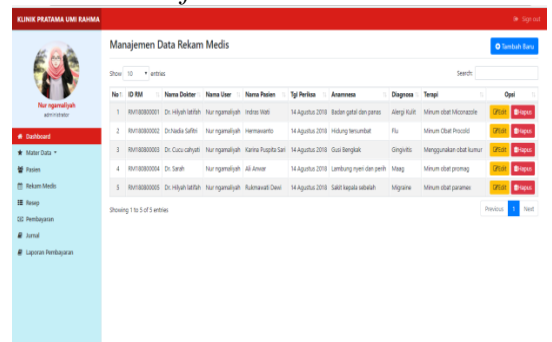 KLINIK PRATAMA UMI RAHMA
Sign out
Nur ngamaliyah
administrator
Dashboard
Mater Data
Pasien
Rekam Medis
Resep
Pembayaran
Jurnal
Laporan Pembayaran
Manajemen Data Rekam Medis
Tambah Baru
Show 10 entries
Search:
No ID RM Nama Dokter Nama User Nama Pasien Tgl Periksa Anamnesa Diagnosa Terapi Opsi
1 RM180800001 Dr. Hilyah latifah Nur ngamaliyah Indras Wati 14 Agustus 2018 Badan gatal dan panas Alergi Kulit Minum obat Miconazole Edit Hapus
2 RM180800002 Dr.Nadia Safitri Nur ngamaliyah Hermawanto 14 Agustus 2018 Hidung tersumbat Flu Minum Obat Procold Edit Hapus
3 RM180800003 Dr. Cucu cahyati Nur ngamaliyah Karina Puspita Sari 14 Agustus 2018 Gusi Bengkak Gingivitis Menggunakan obat kumur Edit Hapus
4 RM180800004 Dr. Sarah Nur ngamaliyah Ali Anwar 14 Agustus 2018 Lambung nyeri dan perih Maag Minum obat promag Edit Hapus
5 RM180800005 Dr. Hilyah latifah Nur ngamaliyah Rukmawati Dewi 14 Agustus 2018 Sakit kepala sebelah Migraine Minum obat paramex Edit Hapus
Showing 1 to 5 of 5 entries
Previous 1 Next